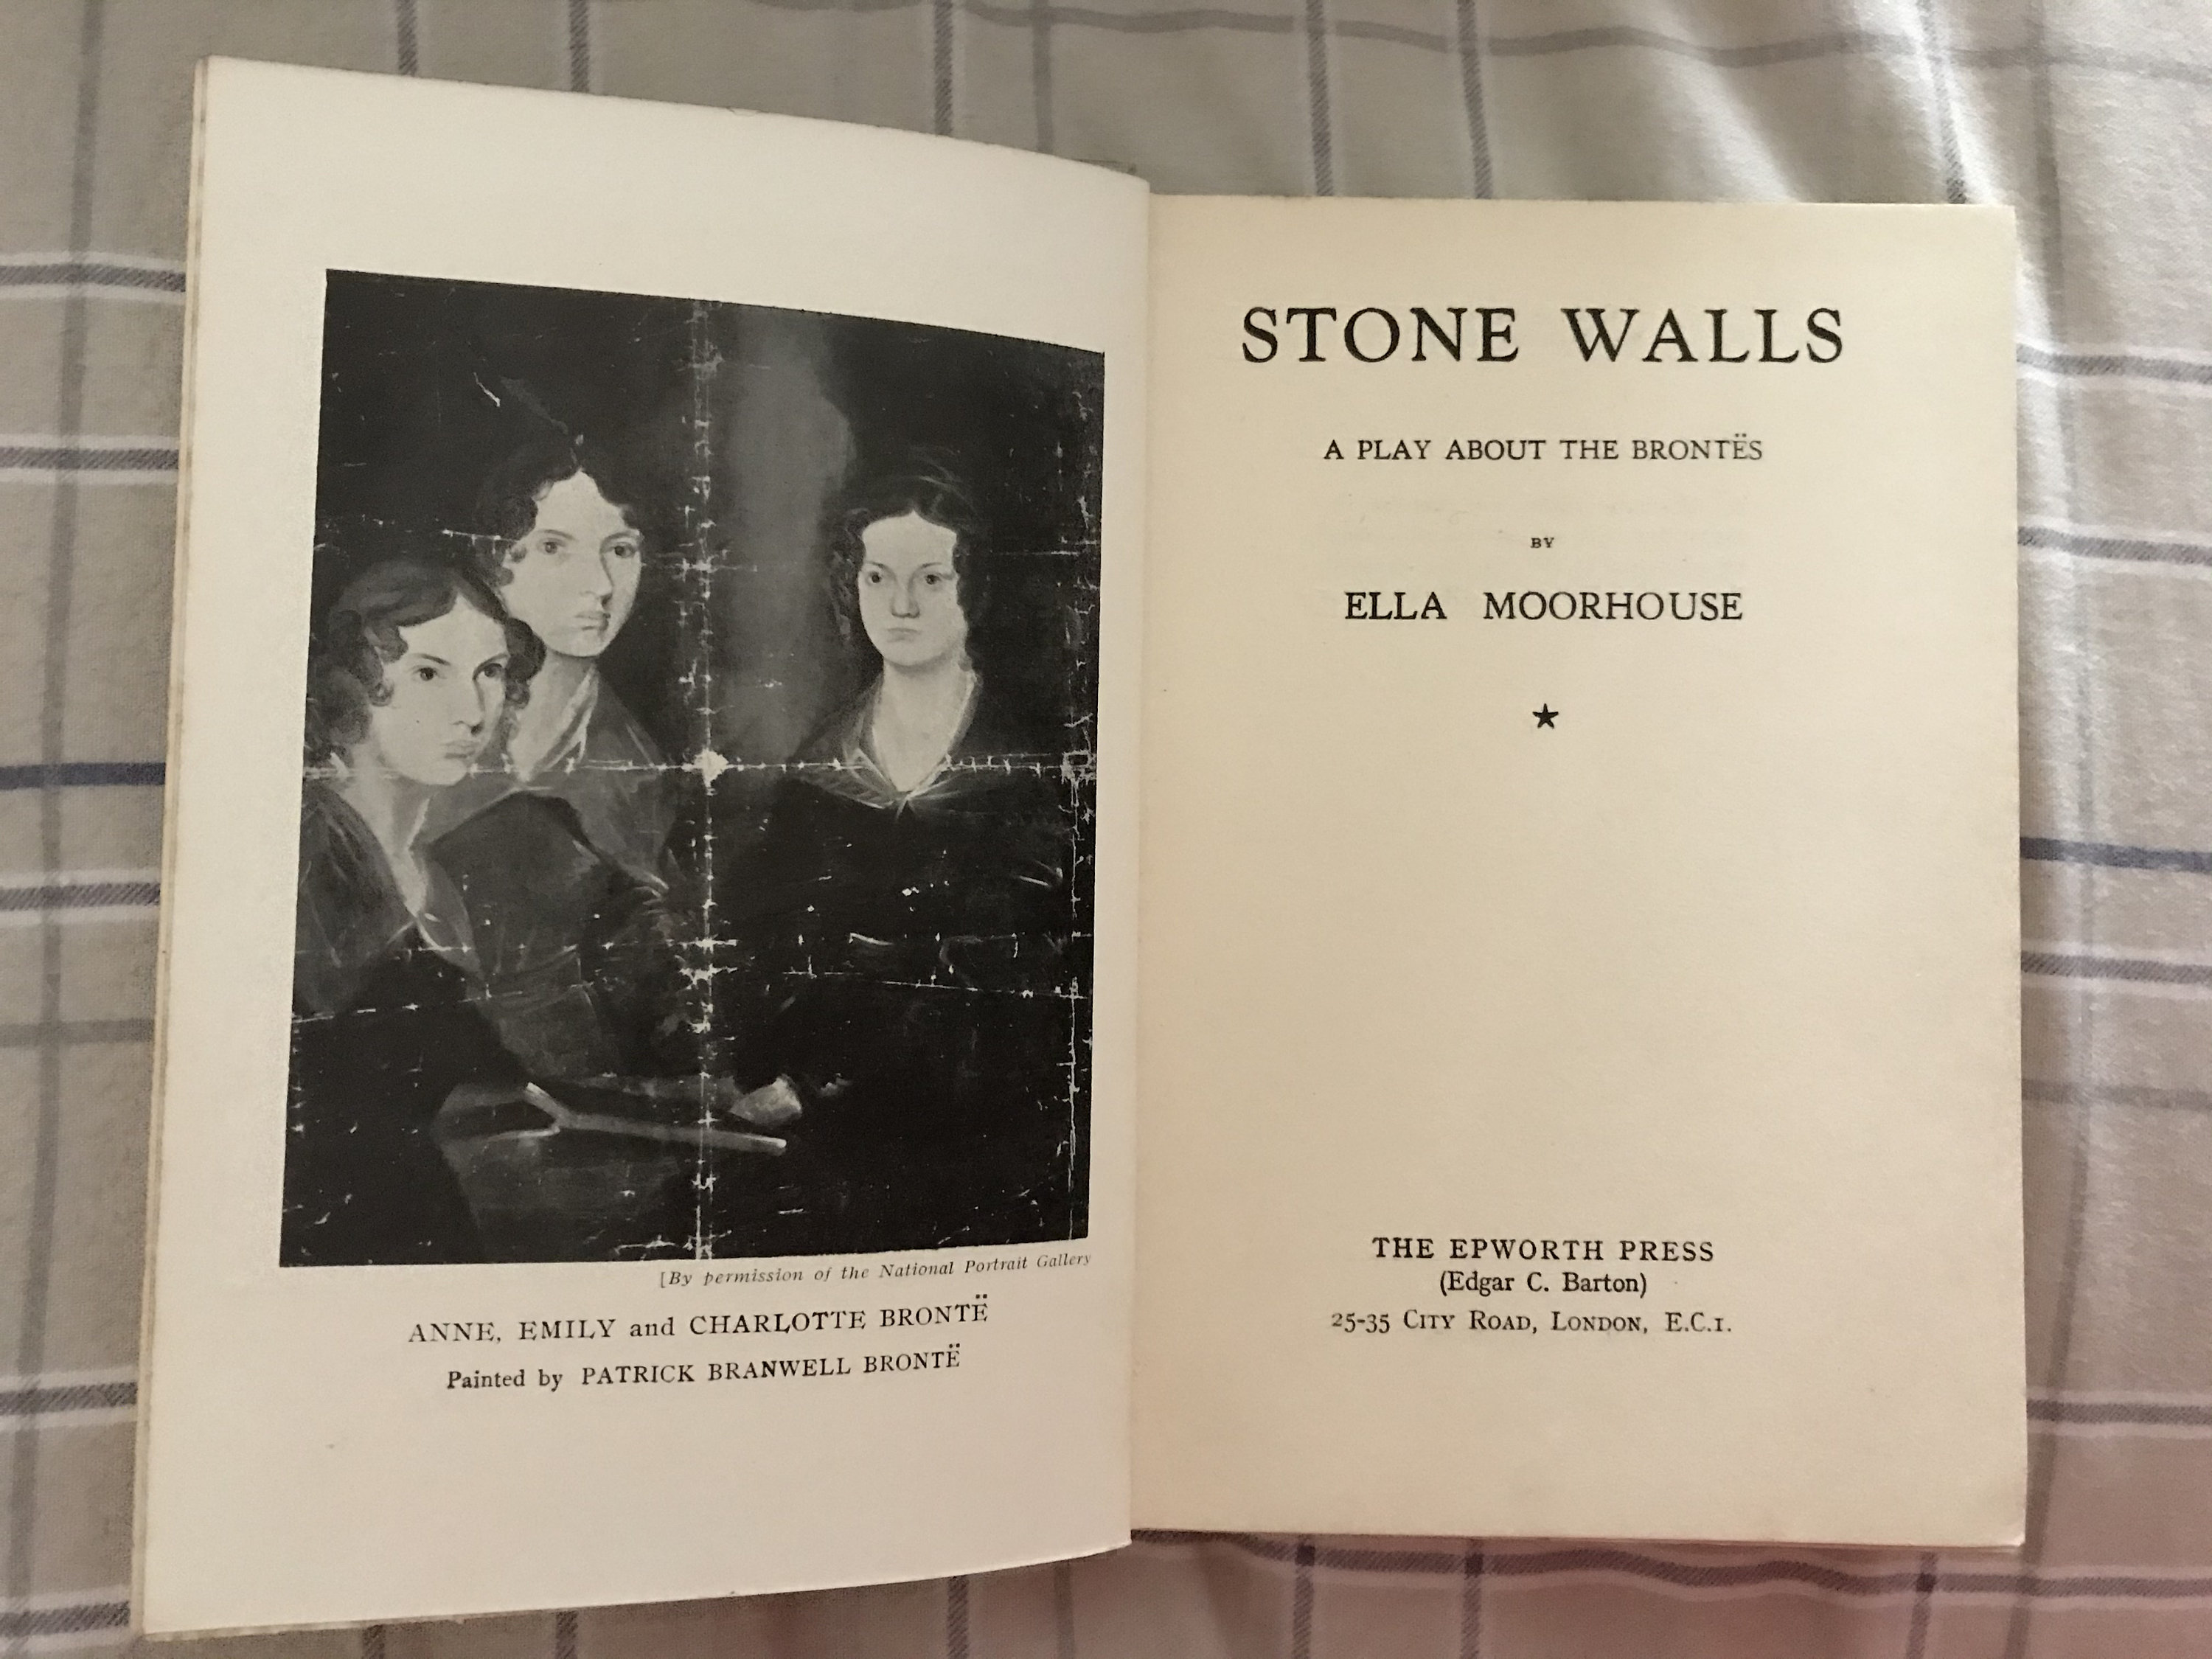 [By permission of the National Portrait Gallery
ANNE, EMILY and CHARLOTTE BRONTË
Painted by PATRICK BRANWELL BRONTË
STONE WALLS
A PLAY ABOUT THE BRONTËS
BY
ELLA MOORHOUSE
THE EPWORTH PRESS
(Edgar C. Barton)
25-35 CITY ROAD, LONDON, E.C.1.